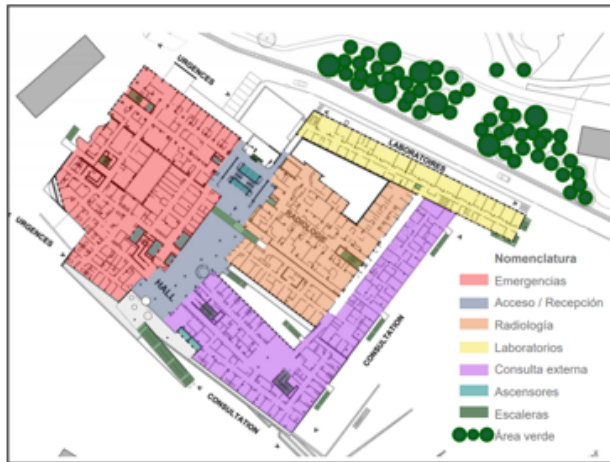 URGENCES
LABORATOIRES
RADIOLOGIE
URGENCES
HALL
CONSULTATION
CONSULTATION
Nomenclatura
Emergencias
Acceso / Recepción
Radiología
Laboratorios
Consulta externa
Ascensores
Escaleras
Área verde